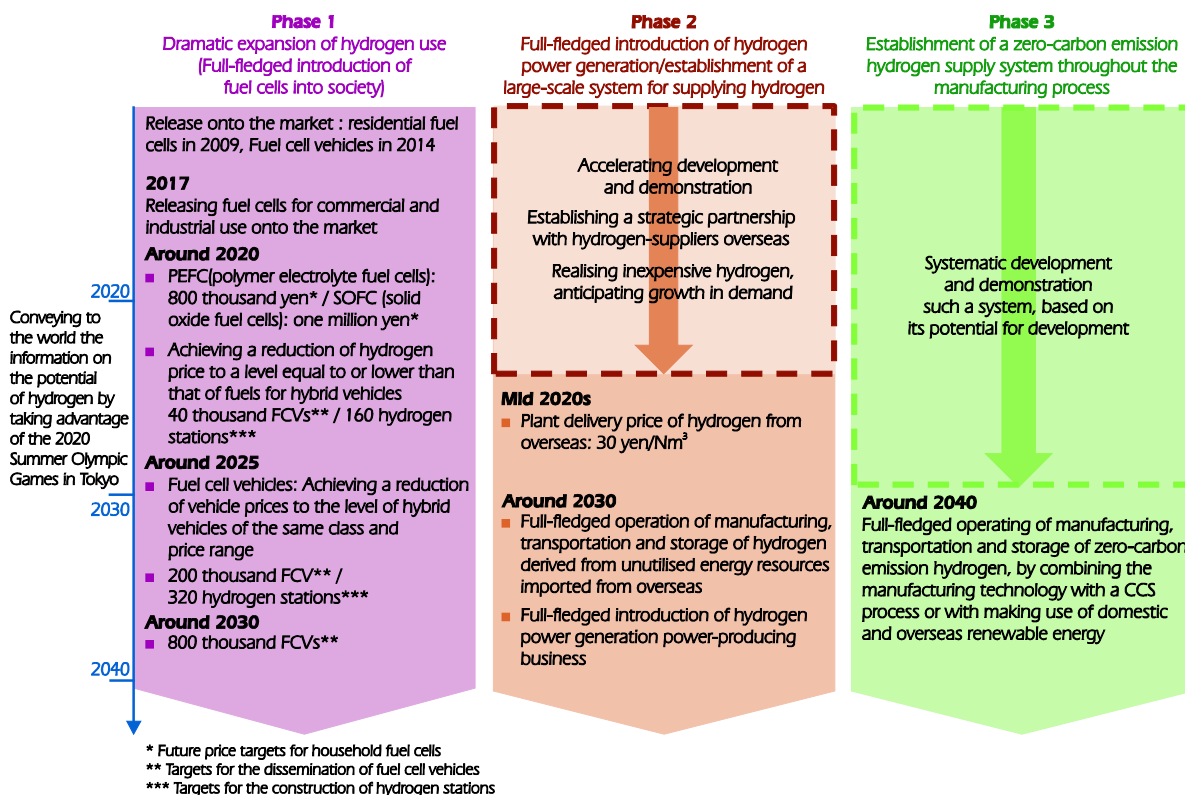 Phase 1
Dramatic expansion of hydrogen use
(Full-fledged introduction of
fuel cells into society)
Release onto the market : residential fuel
cells in 2009, Fuel cell vehicles in 2014
2017
Releasing fuel cells for commercial and
industrial use onto the market
Around 2020
PEFC(polymer electrolyte fuel cells):
800 thousand yen* / SOFC (solid
oxide fuel cells): one million yen*
Achieving a reduction of hydrogen
price to a level equal to or lower than
that of fuels for hybrid vehicles
40 thousand FCVs** / 160 hydrogen
stations***
Around 2025
Fuel cell vehicles: Achieving a reduction
of vehicle prices to the level of hybrid
vehicles of the same class and
price range
200 thousand FCV** /
320 hydrogen stations***
Around 2030
800 thousand FCVs**
Phase 2
Full-fledged introduction of hydrogen
power generation/establishment of a
large-scale system for supplying hydrogen
Accelerating development
and demonstration
Establishing a strategic partnership
with hydrogen-suppliers overseas
Realising inexpensive hydrogen,
anticipating growth in demand
Mid 2020s
Plant delivery price of hydrogen from
overseas: 30 yen/Nm³
Around 2030
Full-fledged operation of manufacturing,
transportation and storage of hydrogen
derived from unutilised energy resources
imported from overseas
Full-fledged introduction of hydrogen
power generation power-producing
business
Phase 3
Establishment of a zero-carbon emission
hydrogen supply system throughout the
manufacturing process
Systematic development
and demonstration
such a system, based on
its potential for development
Around 2040
Full-fledged operating of manufacturing,
transportation and storage of zero-carbon
emission hydrogen, by combining the
manufacturing technology with a CCS
process or with making use of domestic
and overseas renewable energy
2020
Conveying to
the world the
information on
the potential
of hydrogen by
taking advantage
of the 2020
Summer Olympic
Games in Tokyo
2030
2040
* Future price targets for household fuel cells
** Targets for the dissemination of fuel cell vehicles
*** Targets for the construction of hydrogen stations